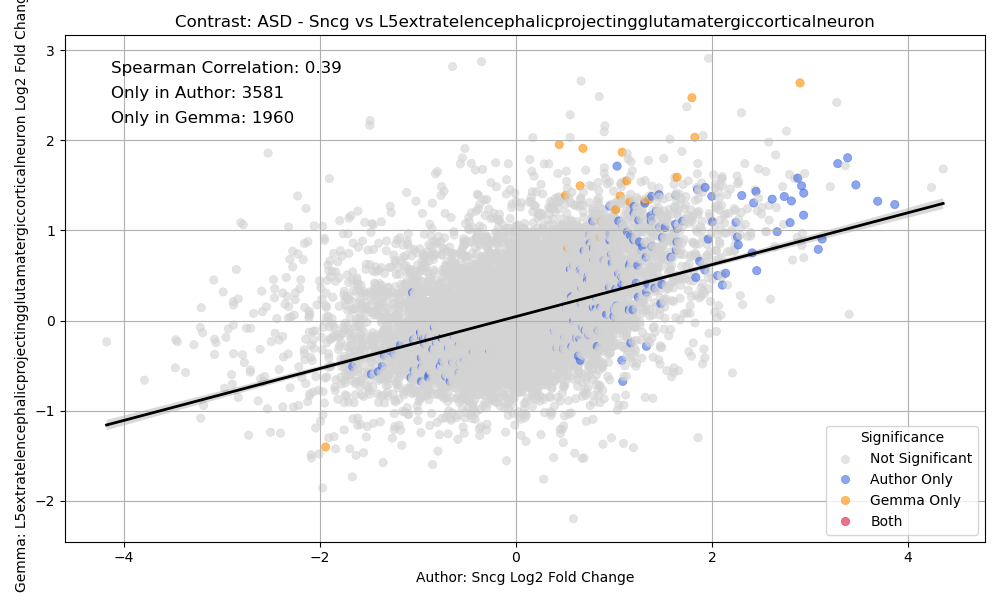 Contrast: ASD - Sncg vs L5extratelencephalicprojectingglutamatergiccorticalneuron
Gemma: L5extratelencephalicprojectingglutamatergiccorticalneuron Log2 Fold
3
2
1
0
−1
−2
Spearman Correlation: 0.39
Only in Author: 3581
Only in Gemma: 1960
Significance
Not Significant
Author Only
Gemma Only
Both
−4
−2
0
2
4
Author: Sncg Log2 Fold Change